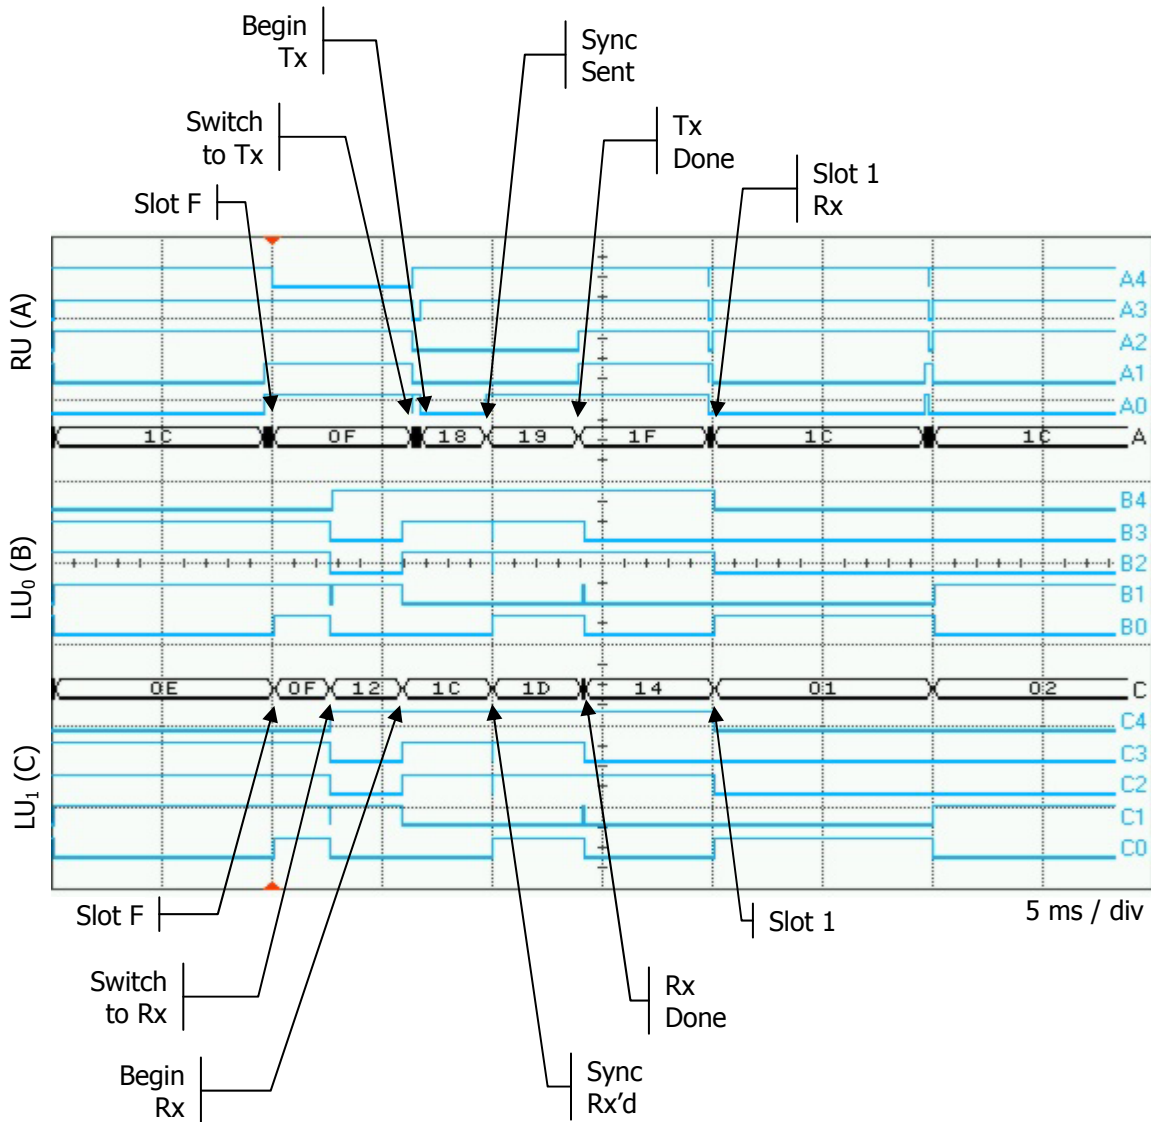 Begin
Tx
Sync
Sent
Switch
to Tx
Tx
Done
Slot F
Slot 1
Rx
RU (A)
A4
A3
A2
A1
A0
1C 0F 18 19 1F 1C 1C A
LU0 (B)
B4
B3
B2
B1
B0
0E 0F 12 1C 1D 14 01 02 C
LU1 (C)
C4
C3
C2
C1
C0
Slot F
Slot 1
5 ms / div
Switch
to Rx
Rx
Done
Begin
Rx
Sync
Rx'd